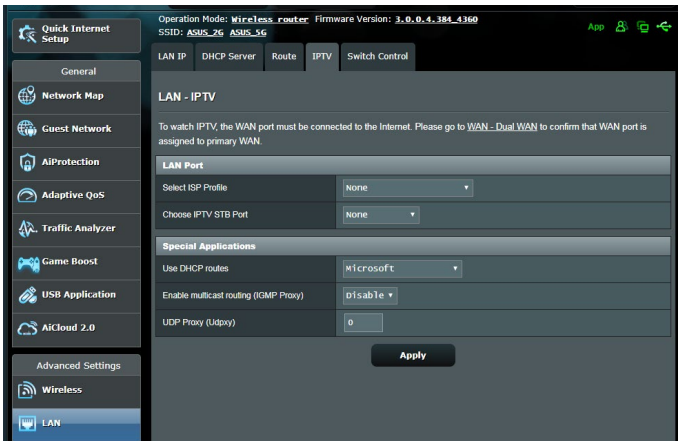 Quick Internet
Setup
General
Network Map
Guest Network
AiProtection
Adaptive QoS
Traffic Analyzer
Game Boost
USB Application
AiCloud 2.0
Advanced Settings
Wireless
LAN
Operation Mode: Wireless router Firmware Version: 3.0.0.4.384_4360
SSID: ASUS_2G ASUS_5G
App
LAN IP DHCP Server Route IPTV Switch Control
LAN - IPTV
To watch IPTV, the WAN port must be connected to the Internet. Please go to WAN - Dual WAN to confirm that WAN port is
assigned to primary WAN.
LAN Port
Select ISP Profile None
Choose IPTV STB Port None
Special Applications
Use DHCP routes Microsoft
Enable multicast routing (IGMP Proxy) Disable
UDP Proxy (Udpxy) 0
Apply